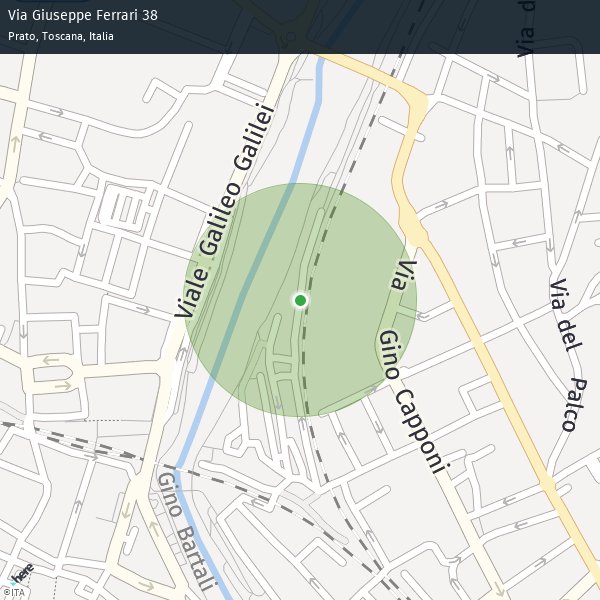 Via Giuseppe Ferrari 38
Prato, Toscana, Italia
Via d
Viale Galileo Galilei
Via
Gino Capponi
Via del Palco
Gino Bartali
here
©ITA